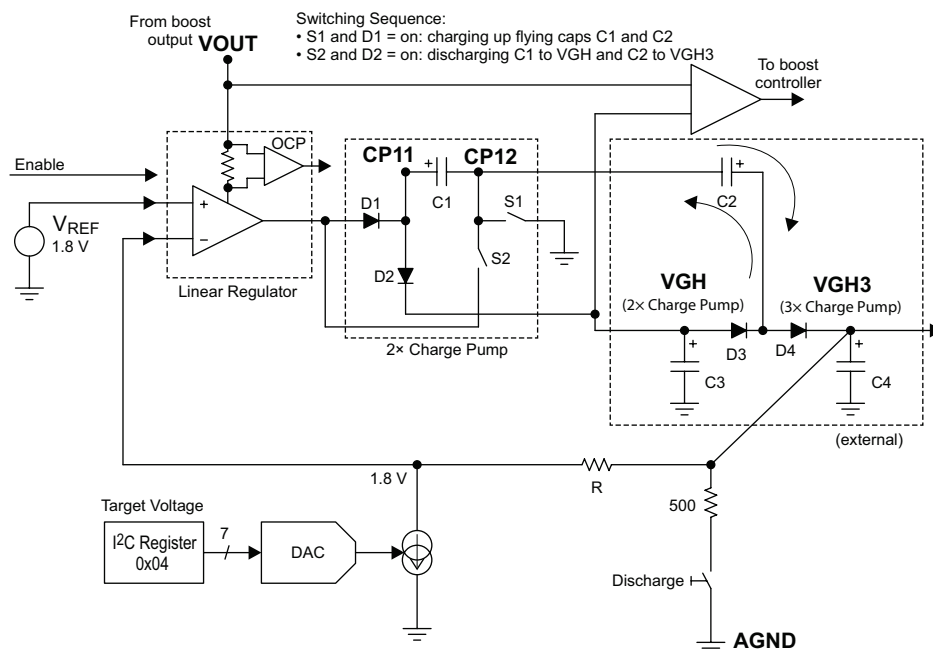 From boost
output VOUT
Switching Sequence:
• S1 and D1 = on: charging up flying caps C1 and C2
• S2 and D2 = on: discharging C1 to VGH and C2 to VGH3
To boost
controller
OCP
Enable
CP11
CP12
+
C1
+
C2
D1
S1
VREF
1.8 V
+
−
S2
D2
Linear Regulator
VGH
(2× Charge Pump)
VGH3
(3× Charge Pump)
2× Charge Pump
+
D3
D4
+
C3
C4
(external)
1.8 V
R
500
Target Voltage
I2C Register
0x04
7
DAC
Discharge
AGND